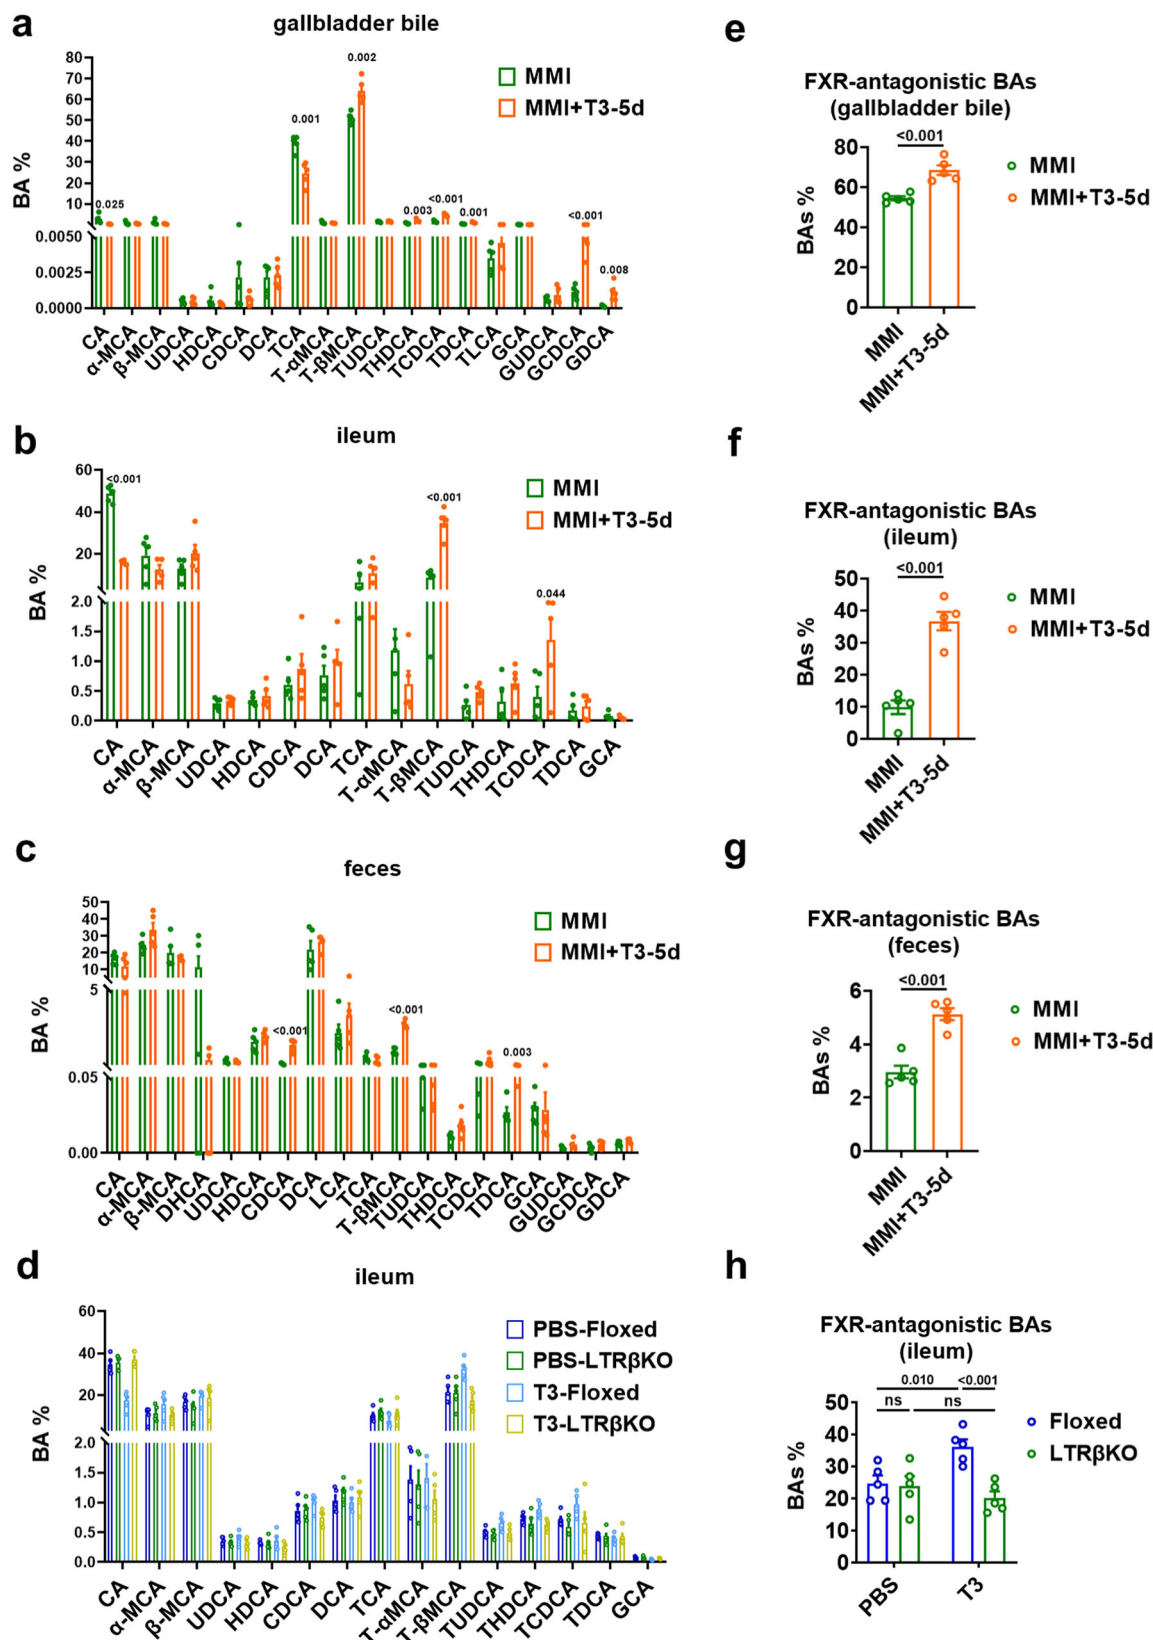 a
gallbladder bile
BA %
80
70
60
50
40
30
20
10
0.0050
0.0025
0.0000
0.025
0.001
0.002
0.003
<0.001
0.001
<0.001
0.008
MMI
MMI+T3-5d
CA
α-MCA
β-MCA
UDCA
HDCA
CDCA
DCA
TCA
T-αMCA
T-βMCA
TUDCA
THDCA
TCDCA
TDCA
TLCA
GCA
GUDCA
GCDCA
GDCA
e
FXR-antagonistic BAs
(gallbladder bile)
BAs %
80
60
40
20
0
<0.001
MMI
MMI+T3-5d
MMI
MMI+T3-5d
b
ileum
BA %
60
40
20
2.0
1.5
1.0
0.5
0.0
<0.001
<0.001
0.044
MMI
MMI+T3-5d
CA
α-MCA
β-MCA
UDCA
HDCA
CDCA
DCA
TCA
T-αMCA
T-βMCA
TUDCA
THDCA
TCDCA
TDCA
GCA
f
FXR-antagonistic BAs
(ileum)
BAs %
50
40
30
20
10
0
<0.001
MMI
MMI+T3-5d
MMI
MMI+T3-5d
c
feces
BA %
50
40
30
20
10
5
0.05
0.00
<0.001
<0.001
0.003
MMI
MMI+T3-5d
CA
α-MCA
β-MCA
DHCA
UDCA
HDCA
CDCA
DCA
LCA
TCA
T-βMCA
TUDCA
THDCA
TCDCA
TDCA
GCA
GUDCA
GCDCA
GDCA
g
FXR-antagonistic BAs
(feces)
BAs %
6
4
2
0
<0.001
MMI
MMI+T3-5d
MMI
MMI+T3-5d
d
ileum
BA %
60
40
20
2.0
1.5
1.0
0.5
0.0
PBS-Floxed
PBS-LTRβKO
T3-Floxed
T3-LTRβKO
CA
α-MCA
β-MCA
UDCA
HDCA
CDCA
DCA
TCA
T-αMCA
T-βMCA
TUDCA
THDCA
TCDCA
TDCA
GCA
h
FXR-antagonistic BAs
(ileum)
BAs %
50
40
30
20
10
0
0.010
<0.001
ns
ns
Floxed
LTRβKO
PBS
T3